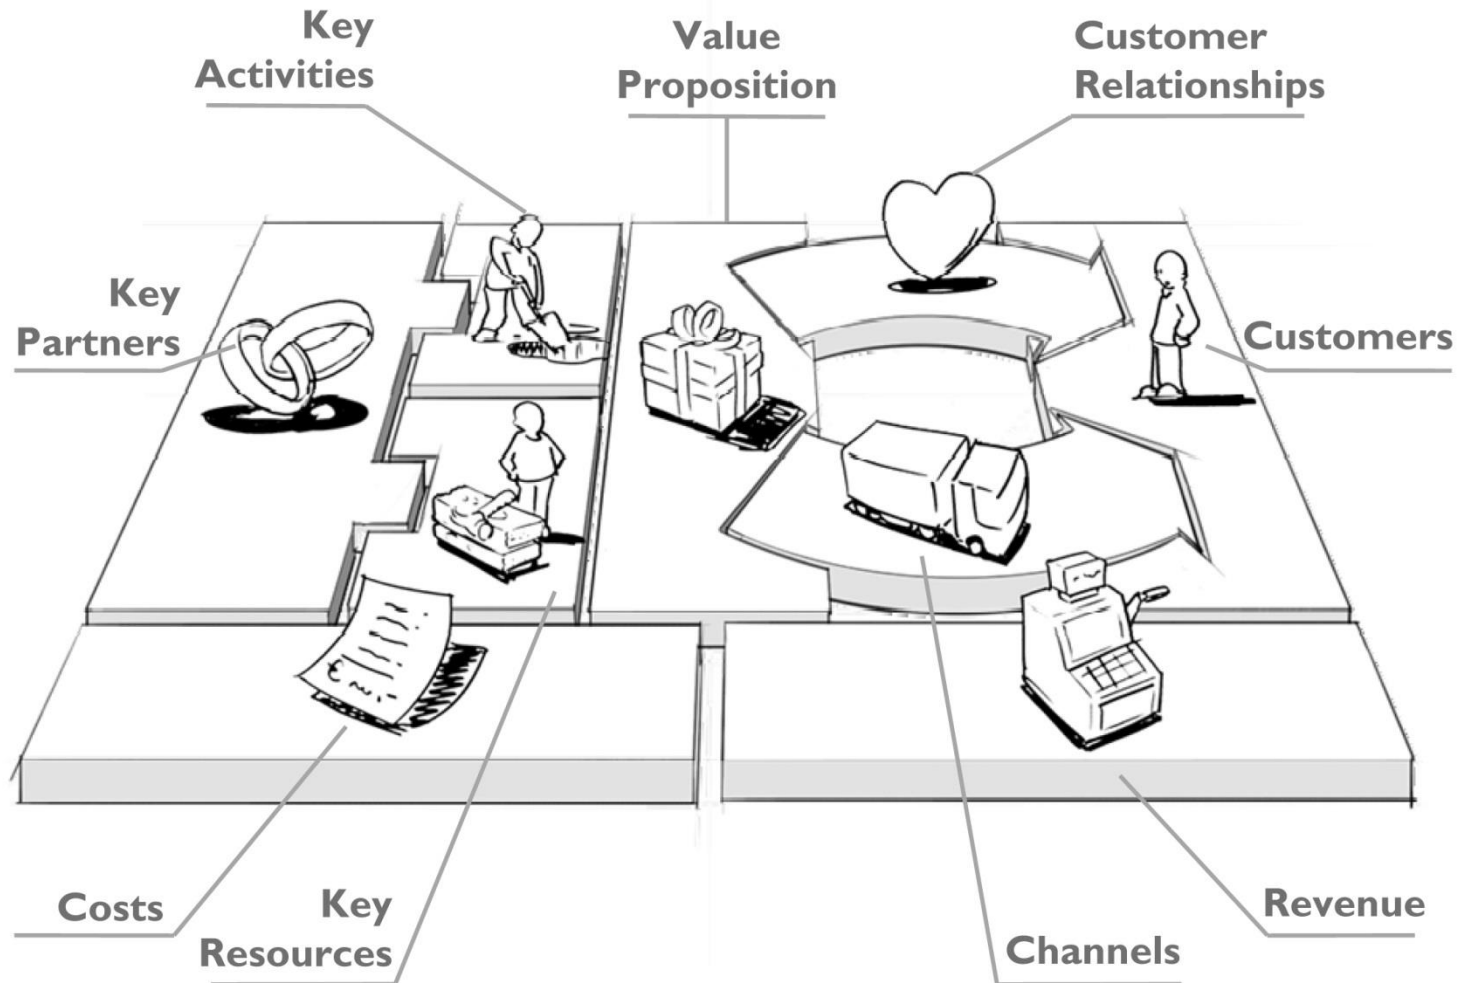 Key
Activities
Value
Proposition
Customer
Relationships
Key
Partners
Customers
Costs
Key
Resources
Channels
Revenue